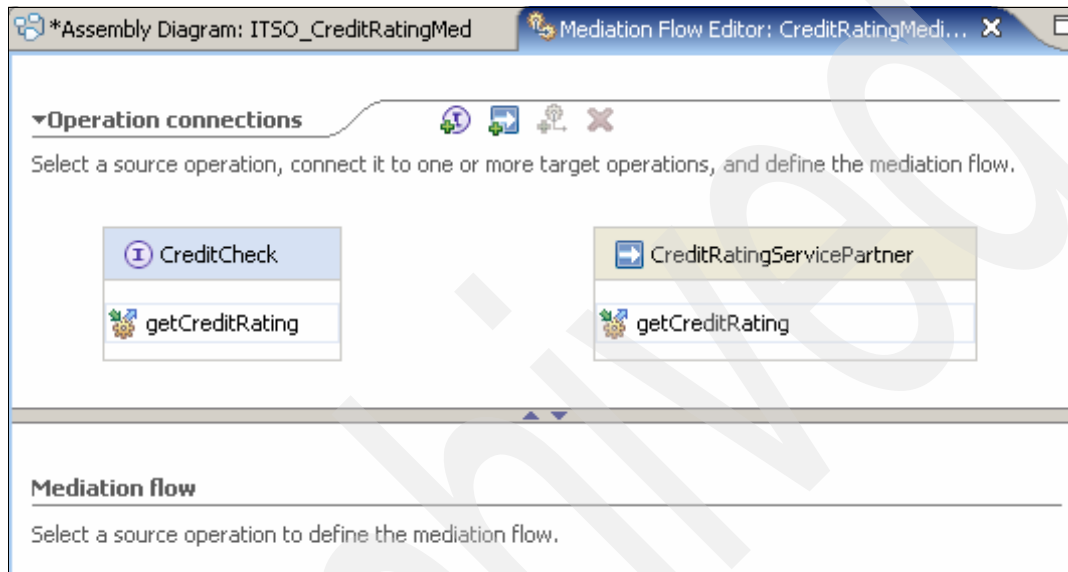 *Assembly Diagram: ITSO_CreditRatingMed
Mediation Flow Editor: CreditRatingMedi...
Operation connections
Select a source operation, connect it to one or more target operations, and define the mediation flow.
CreditCheck
CreditRatingServicePartner
getCreditRating
getCreditRating
Mediation flow
Select a source operation to define the mediation flow.